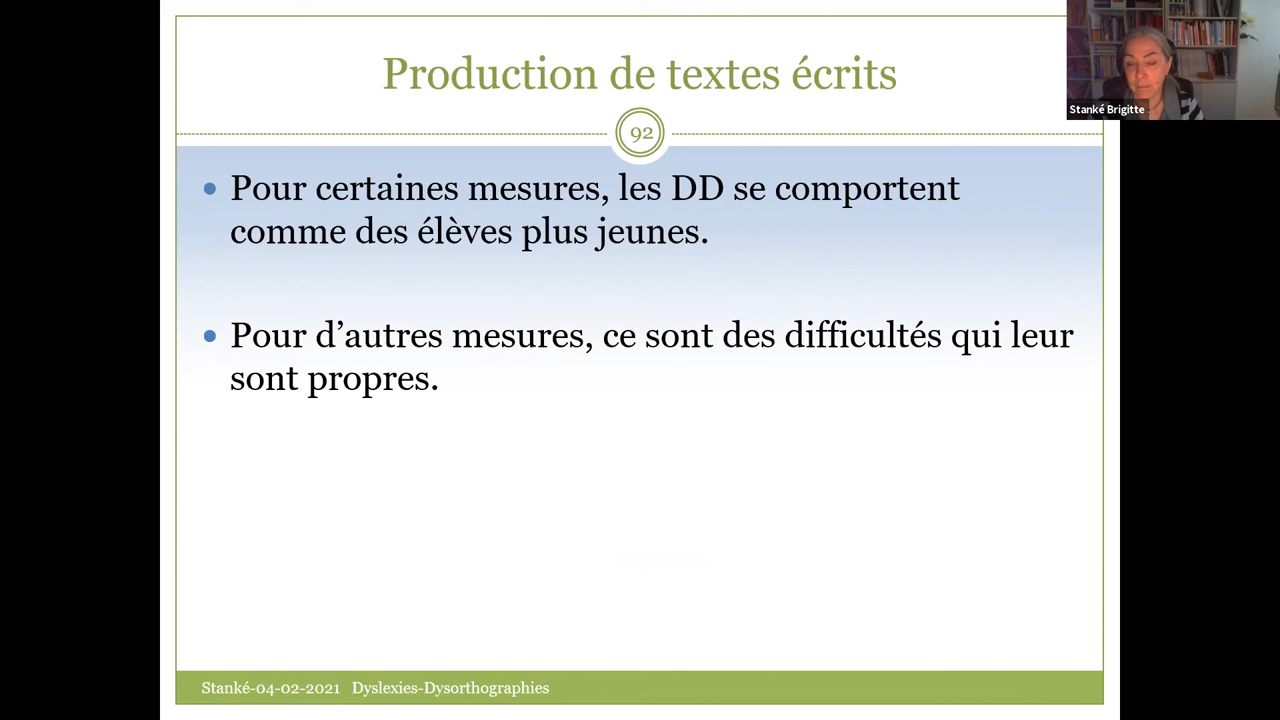 Production de textes écrits
92
Stanké Brigitte
• Pour certaines mesures, les DD se comportent
comme des élèves plus jeunes.
• Pour d’autres mesures, ce sont des difficultés qui leur
sont propres.
Stanké-04-02-2021 Dyslexies-Dysorthographies